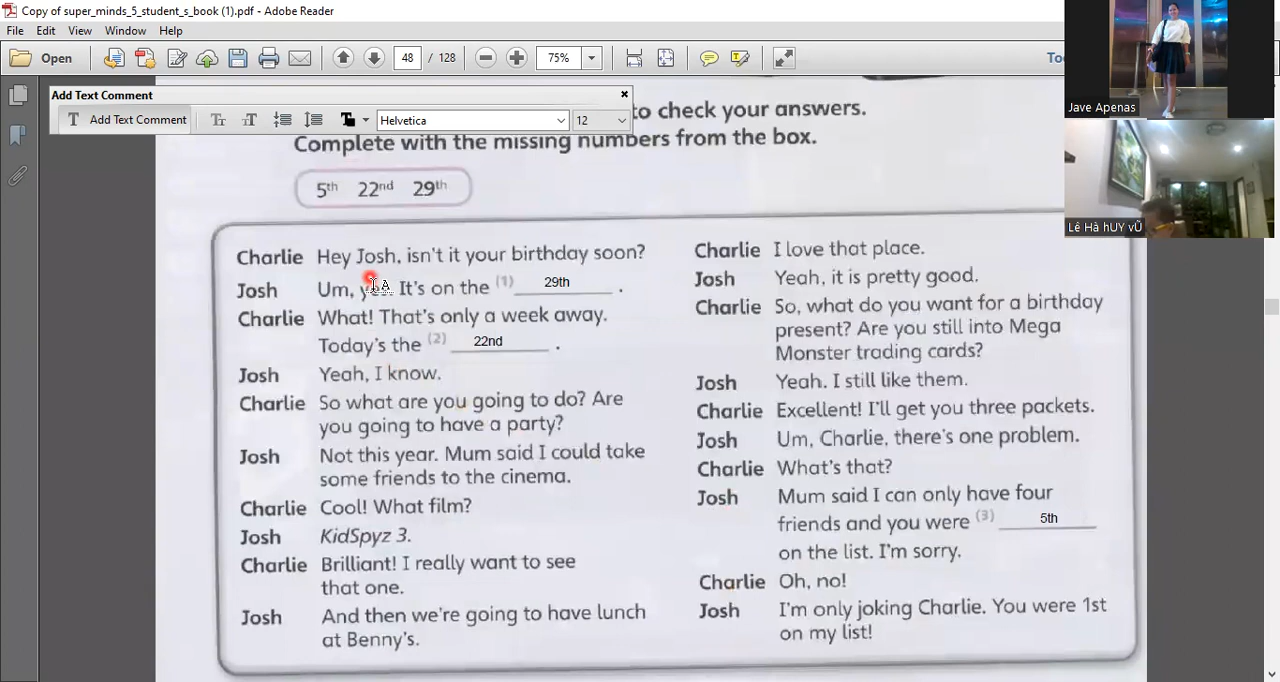 Copy of super_minds_5_student_s_book (1).pdf - Adobe Reader
File Edit View Window Help
Open 48 / 12 75%
Add Text Comment
Add Text Comment Helvetica 12
Jave Apenas
Lê Hà hUY vŨ
to check your answers.
Complete with the missing numbers from the box.
5th 22nd 29th
Charlie Hey Josh, isn't it your birthday soon?
Josh Um, It's on the (1) 29th .
Charlie What! That's only a week away.
Today's the (2) 22nd .
Josh Yeah, I know.
Charlie So what are you going to do? Are
you going to have a party?
Josh Not this year. Mum said I could take
some friends to the cinema.
Charlie Cool! What film?
Josh KidSpyz 3.
Charlie Brilliant! I really want to see
that one.
Josh And then we're going to have lunch
at Benny's.
Charlie I love that place.
Josh Yeah, it is pretty good.
Charlie So, what do you want for a birthday
present? Are you still into Mega
Monster trading cards?
Josh Yeah. I still like them.
Charlie Excellent! I'll get you three packets.
Josh Um, Charlie, there's one problem.
Charlie What's that?
Josh Mum said I can only have four
friends and you were (3) 5th
on the list. I'm sorry.
Charlie Oh, no!
Josh I'm only joking Charlie. You were 1st
on my list!